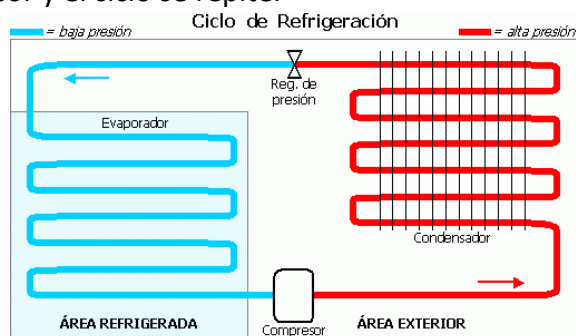 Ciclo de Refrigeración
= baja presión
= alta presión
Reg. de
presión
Evaporador
Condensador
ÁREA REFRIGERADA
Compresor
ÁREA EXTERIOR